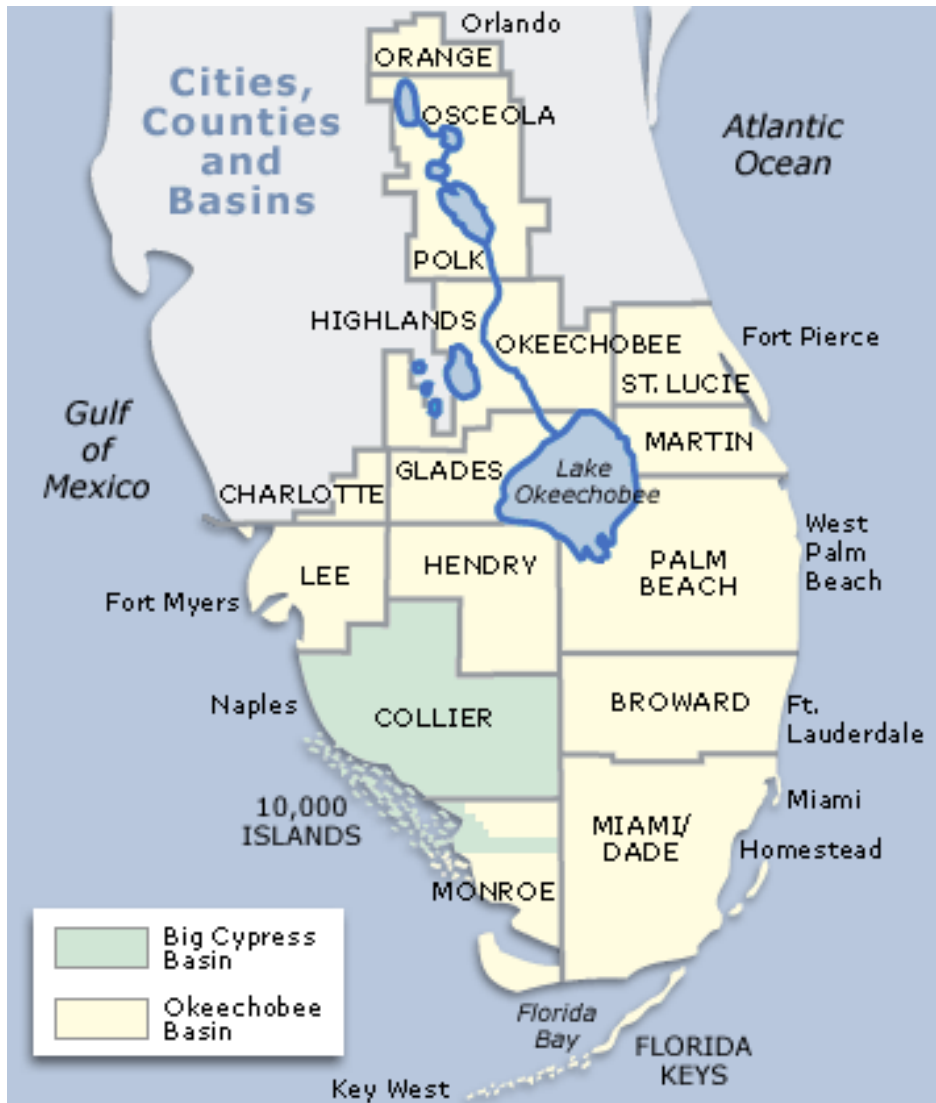 Orlando
ORANGE
Cities,
Counties
and
Basins
OSCEOLA
Atlantic
Ocean
POLK
HIGHLANDS
OKEECHOBEE
Fort Pierce
ST. LUCIE
Gulf
of
Mexico
MARTIN
GLADES
Lake
Okeechobee
CHARLOTTE
West
Palm
Beach
HENDRY
PALM
BEACH
LEE
Fort Myers
Naples
COLLIER
BROWARD
Ft.
Lauderdale
10,000
ISLANDS
Miami
MIAMI/
DADE
Homestead
MONROE
Big Cypress
Basin
Okeechobee
Basin
Florida
Bay
FLORIDA
KEYS
Key West